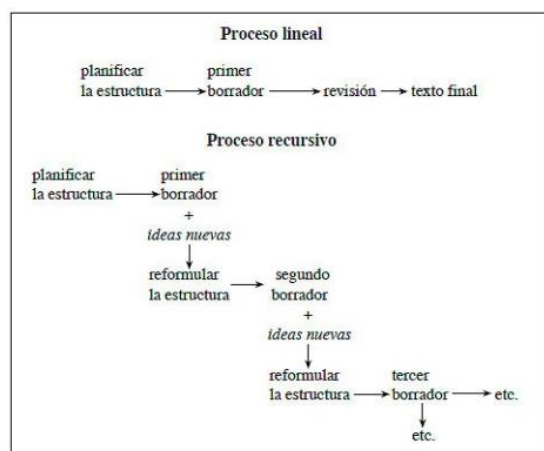 Proceso lineal
planificar primer
la estructura borrador revisión texto final
Proceso recursivo
planificar primer
la estructura borrador
+
ideas nuevas
reformular segundo
la estructura borrador
+
ideas nuevas
reformular tercer
la estructura borrador etc.
etc.